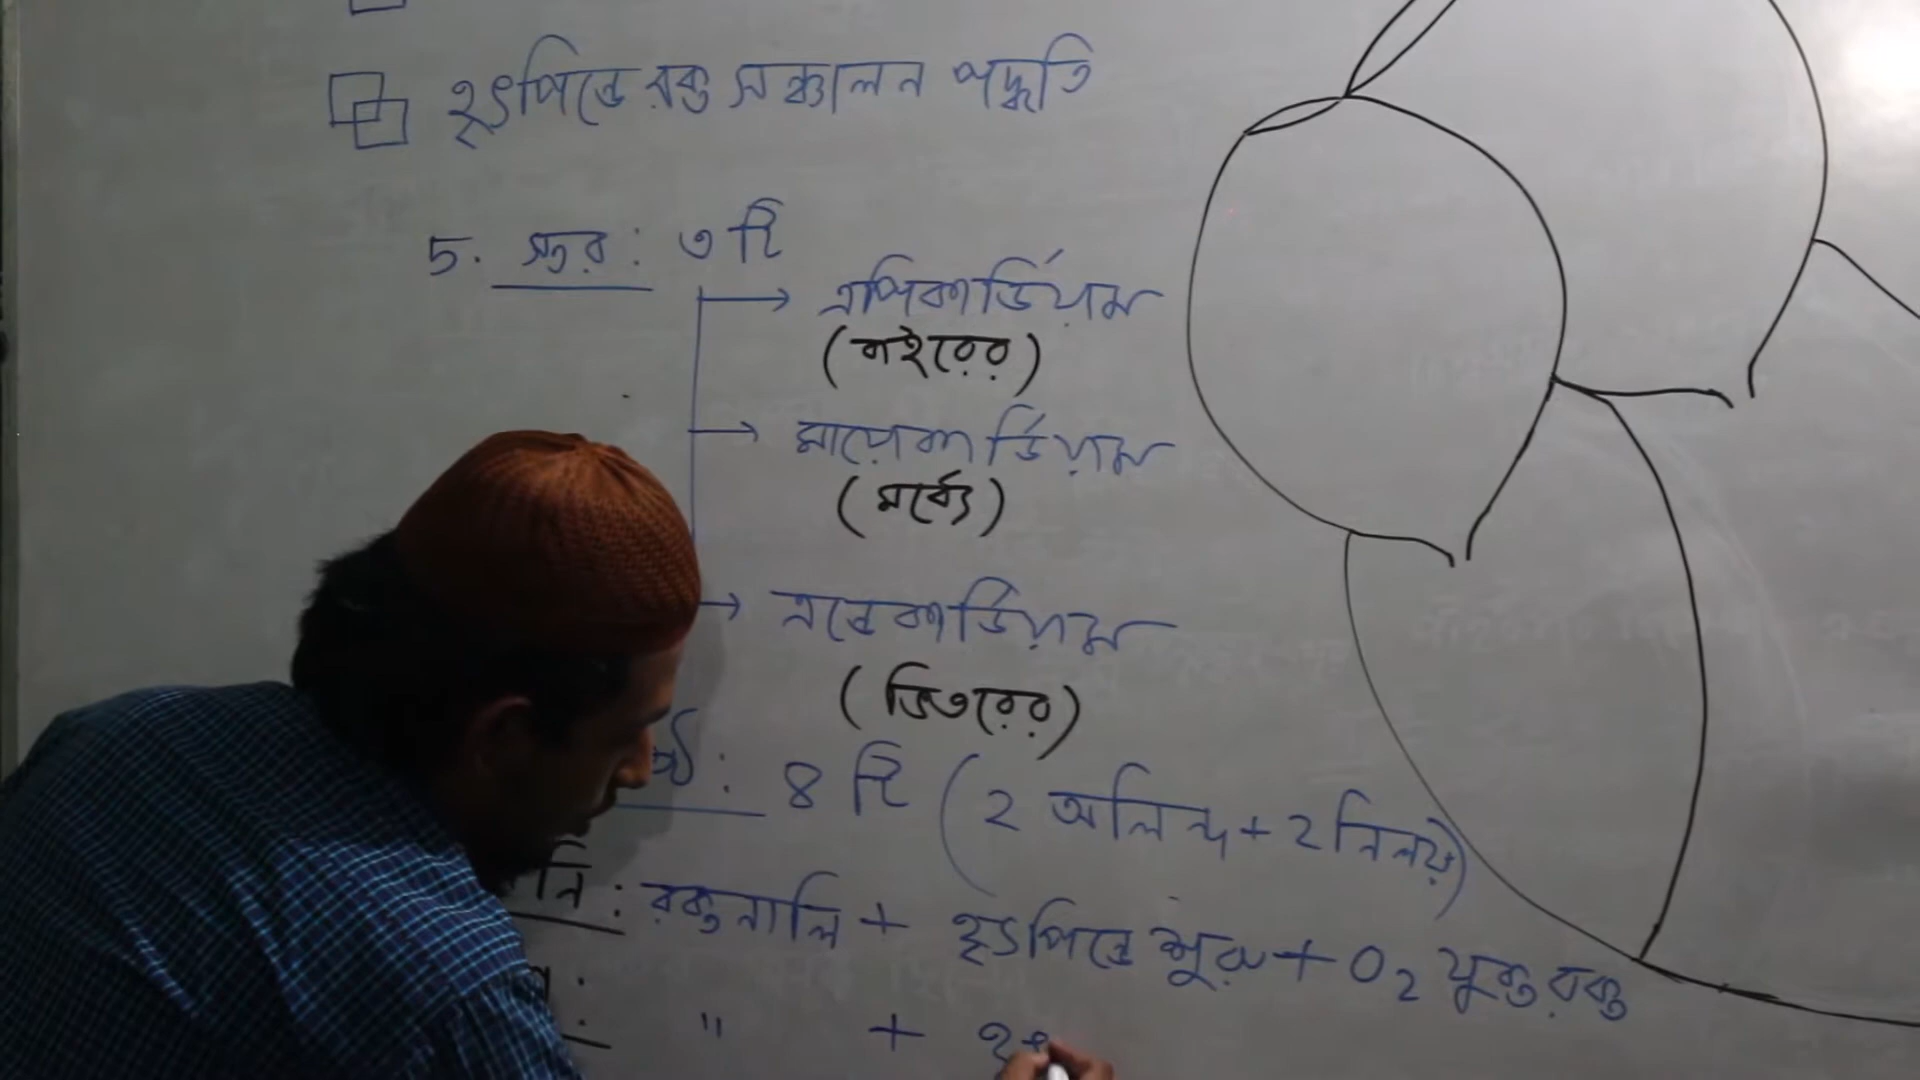 হৃৎপিন্ডে রক্ত সঞ্চালন পদ্ধতি
5. স্তর : ৩ টি
এপিকার্ডিয়াম
(বাইরের)
মায়োকার্ডিয়াম
(মধ্যে)
এন্ডোকার্ডিয়াম
(ভিতরের)
: ৪ টি (2 অলিন্দ + 2 নিলয়)
নি : রক্তনালি + হৃৎপিন্ডে শুরু + O2 যুক্ত রক্ত
: " +